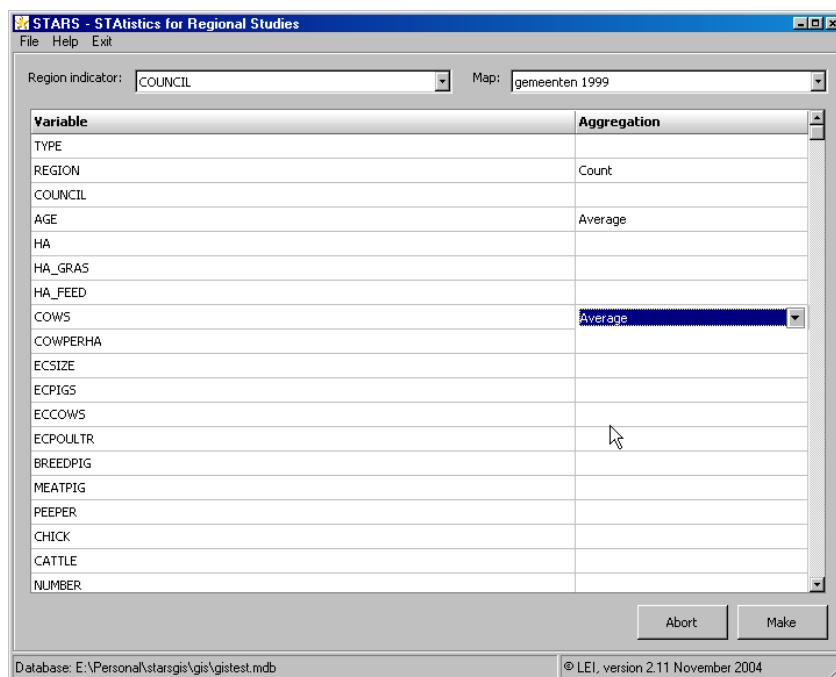 STARS - STAtistics for Regional Studies
File Help Exit
Region indicator: COUNCIL Map: gemeenten 1999
Variable Aggregation
TYPE
REGION Count
COUNCIL
AGE Average
HA
HA_GRAS
HA_FEED
COWS Average
COWPERHA
ECSIZE
ECPIGS
ECCOWS
ECPOULTR
BREEDPIG
MEATPIG
PEEPER
CHICK
CATTLE
NUMBER
Abort Make
Database: E:\Personal\starsgis\gis\gistest.mdb © LEI, version 2.11 November 2004